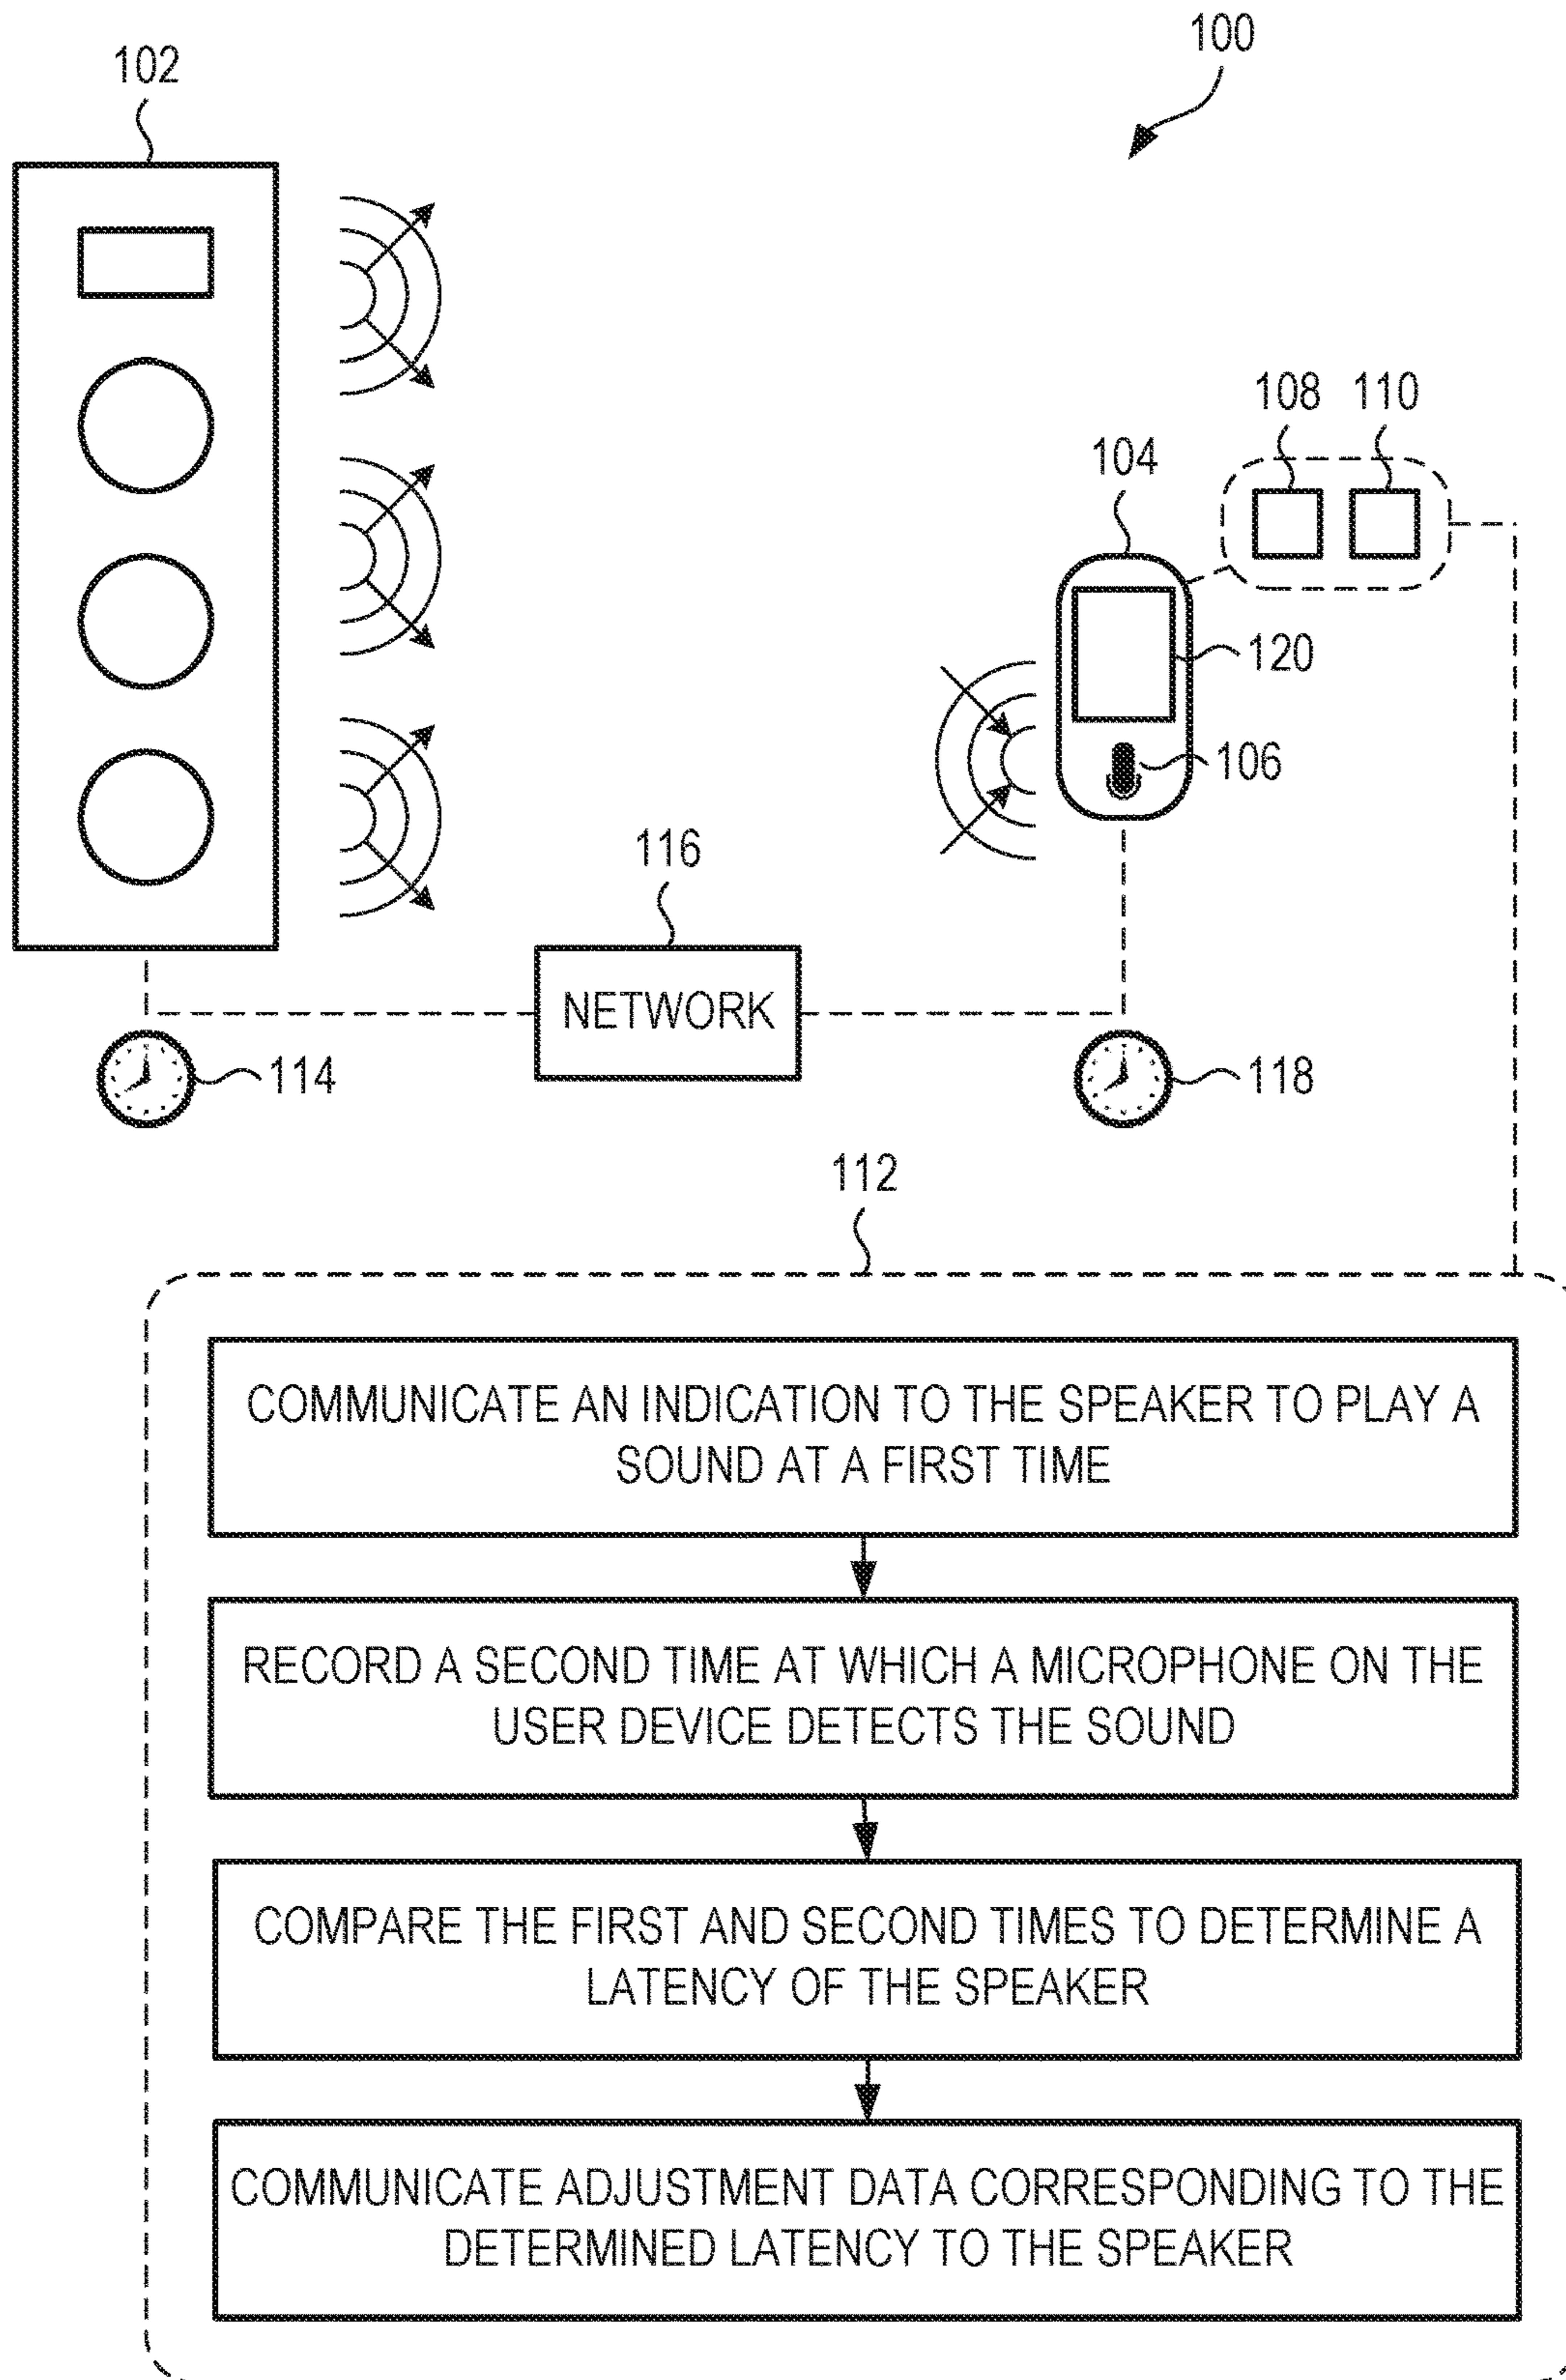 100
102
108
110
104
120
106
116
NETWORK
114
118
112
COMMUNICATE AN INDICATION TO THE SPEAKER TO PLAY A
SOUND AT A FIRST TIME
RECORD A SECOND TIME AT WHICH A MICROPHONE ON THE
USER DEVICE DETECTS THE SOUND
COMPARE THE FIRST AND SECOND TIMES TO DETERMINE A
LATENCY OF THE SPEAKER
COMMUNICATE ADJUSTMENT DATA CORRESPONDING TO THE
DETERMINED LATENCY TO THE SPEAKER